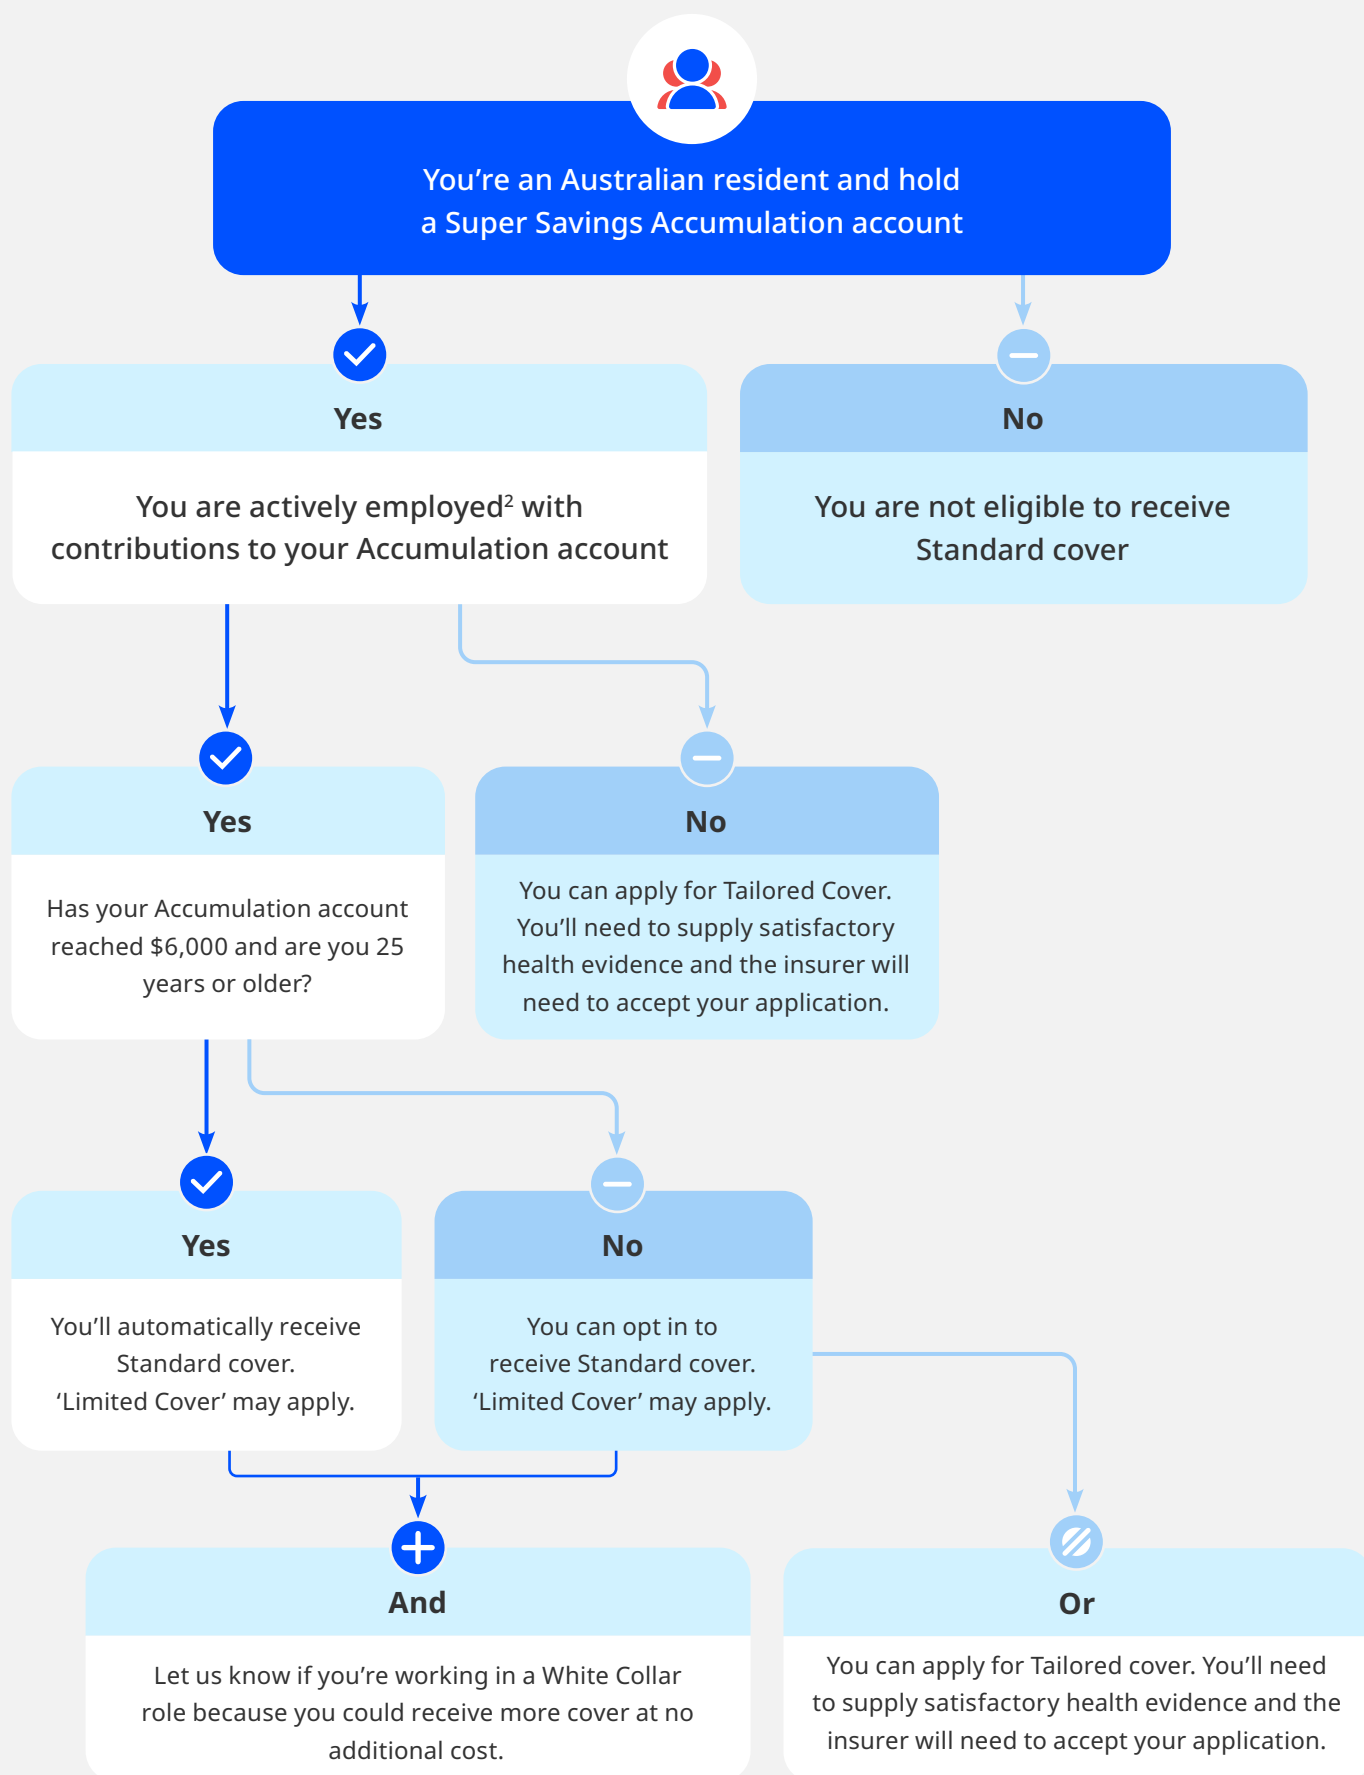 You’re an Australian resident and hold
a Super Savings Accumulation account
Yes
You are actively employed² with
contributions to your Accumulation account
No
You are not eligible to receive
Standard cover
Yes
Has your Accumulation account
reached $6,000 and are you 25
years or older?
No
You can apply for Tailored Cover.
You’ll need to supply satisfactory
health evidence and the insurer will
need to accept your application.
Yes
You’ll automatically receive
Standard cover.
‘Limited Cover’ may apply.
No
You can opt in to
receive Standard cover.
‘Limited Cover’ may apply.
And
Let us know if you’re working in a White Collar
role because you could receive more cover at no
additional cost.
Or
You can apply for Tailored cover. You’ll need
to supply satisfactory health evidence and the
insurer will need to accept your application.